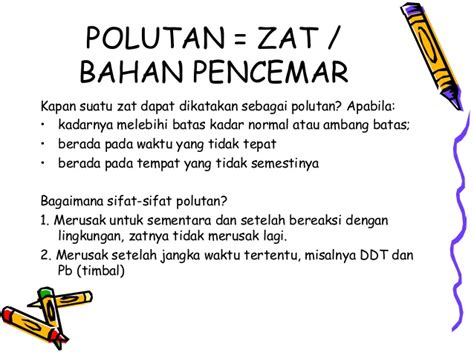 POLUTAN = ZAT /
BAHAN PENCEMAR
Kapan suatu zat dapat dikatakan sebagai polutan? Apabila:
• kadarnya melebihi batas kadar normal atau ambang batas;
• berada pada waktu yang tidak tepat
• berada pada tempat yang tidak semestinya
Bagaimana sifat-sifat polutan?
1. Merusak untuk sementara dan setelah bereaksi dengan
lingkungan, zatnya tidak merusak lagi.
2. Merusak setelah jangka waktu tertentu, misalnya DDT dan
Pb (timbal)